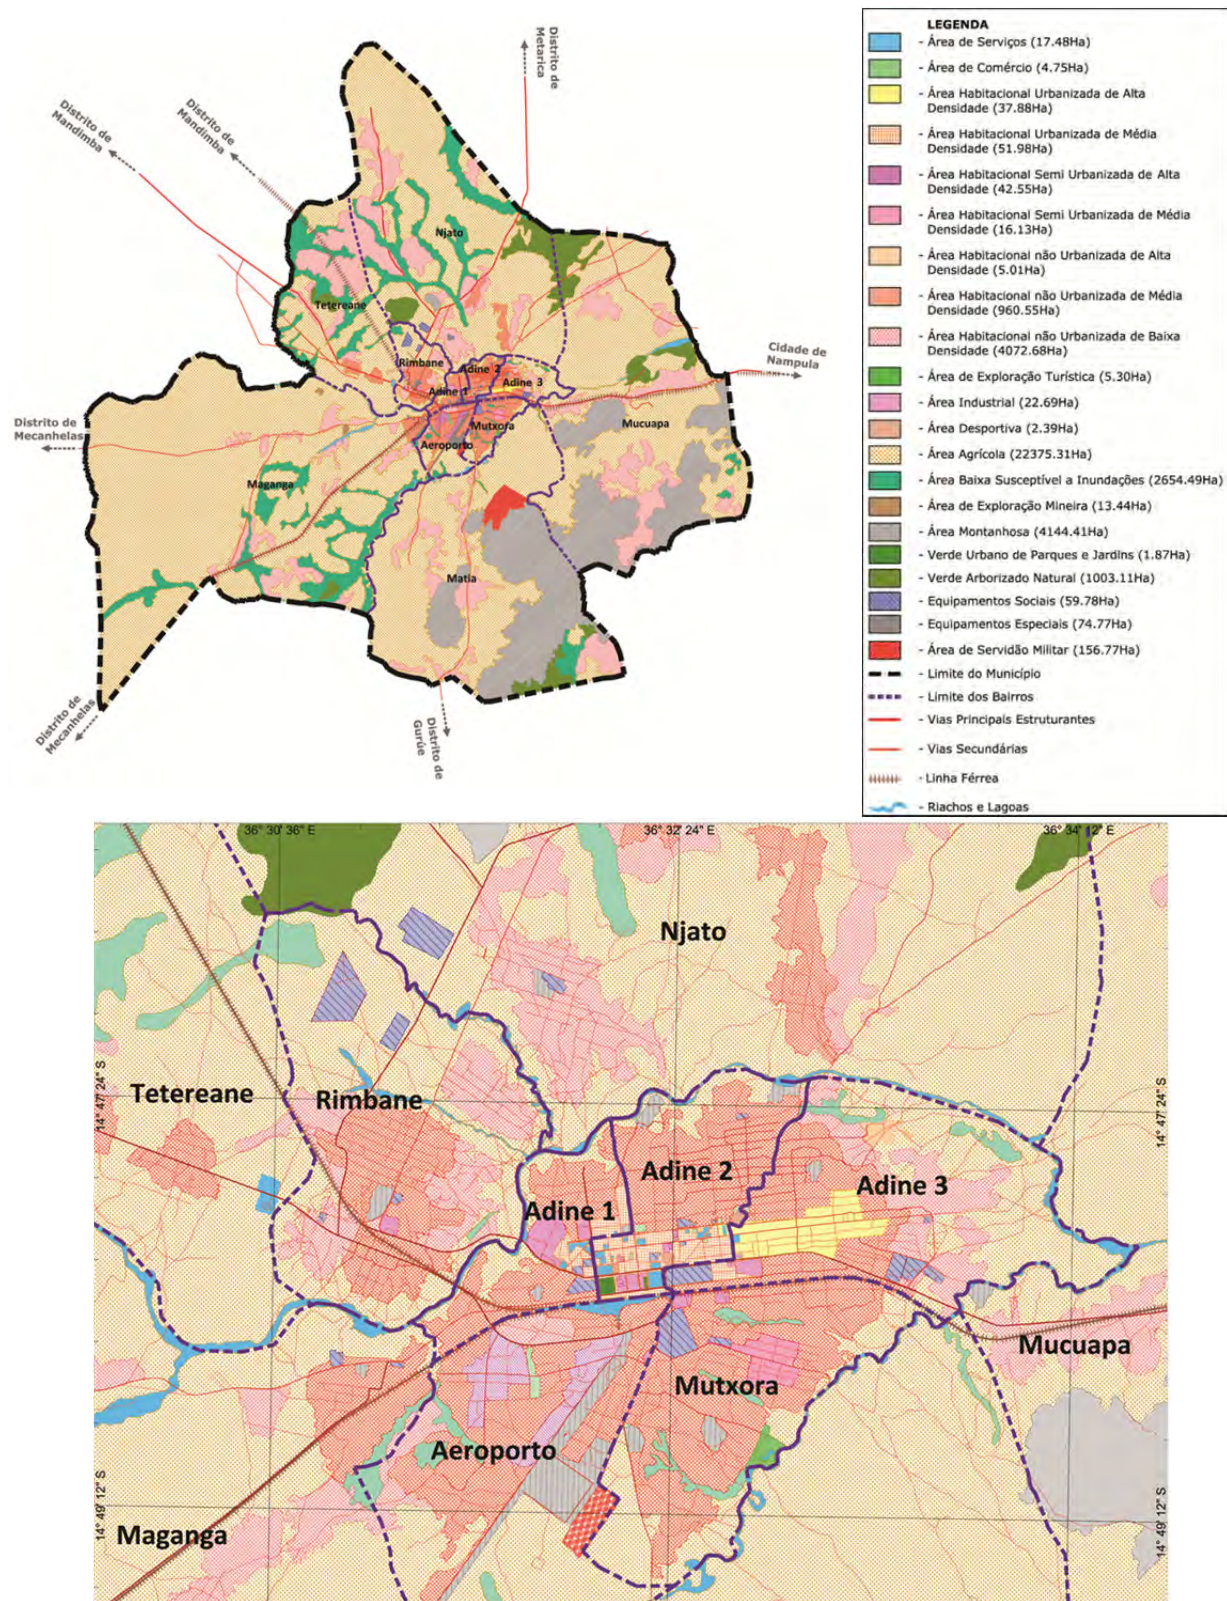 Distrito de
Metarica
Distrito de
Mandimba
Distrito de
Mandimba
Njato
Tetereane
Rimbane
Adine 2
Adine 3
Adine 1
Cidade de
Nampula
Distrito de
Mecanhelas
Mutxora
Mucuapa
Aeroporto
Maganga
Matia
Distrito de
Mecanhelas
Distrito de
Gurúe
LEGENDA
- Área de Serviços (17.48Ha)
- Área de Comércio (4.75Ha)
- Área Habitacional Urbanizada de Alta
Densidade (37.88Ha)
- Área Habitacional Urbanizada de Média
Densidade (51.98Ha)
- Área Habitacional Semi Urbanizada de Alta
Densidade (42.55Ha)
- Área Habitacional Semi Urbanizada de Média
Densidade (16.13Ha)
- Área Habitacional não Urbanizada de Alta
Densidade (5.01Ha)
- Área Habitacional não Urbanizada de Média
Densidade (960.55Ha)
- Área Habitacional não Urbanizada de Baixa
Densidade (4072.68Ha)
- Área de Exploração Turística (5.30Ha)
- Área Industrial (22.69Ha)
- Área Desportiva (2.39Ha)
- Área Agrícola (22375.31Ha)
- Área Baixa Susceptível a Inundações (2654.49Ha)
- Área de Exploração Mineira (13.44Ha)
- Área Montanhosa (4144.41Ha)
- Verde Urbano de Parques e Jardins (1.87Ha)
- Verde Arborizado Natural (1003.11Ha)
- Equipamentos Sociais (59.78Ha)
- Equipamentos Especiais (74.77Ha)
- Área de Servidão Militar (156.77Ha)
- Limite do Município
- Limite dos Bairros
- Vias Principais Estruturantes
- Vias Secundárias
- Linha Férrea
- Riachos e Lagoas
36° 30' 36" E
36° 32' 24" E
36° 34' 12" E
Njato
14° 47' 24" S
14° 47' 24" S
Tetereane
Rimbane
Adine 2
Adine 3
Adine 1
Mucuapa
Mutxora
Aeroporto
14° 49' 12" S
14° 49' 12" S
Maganga